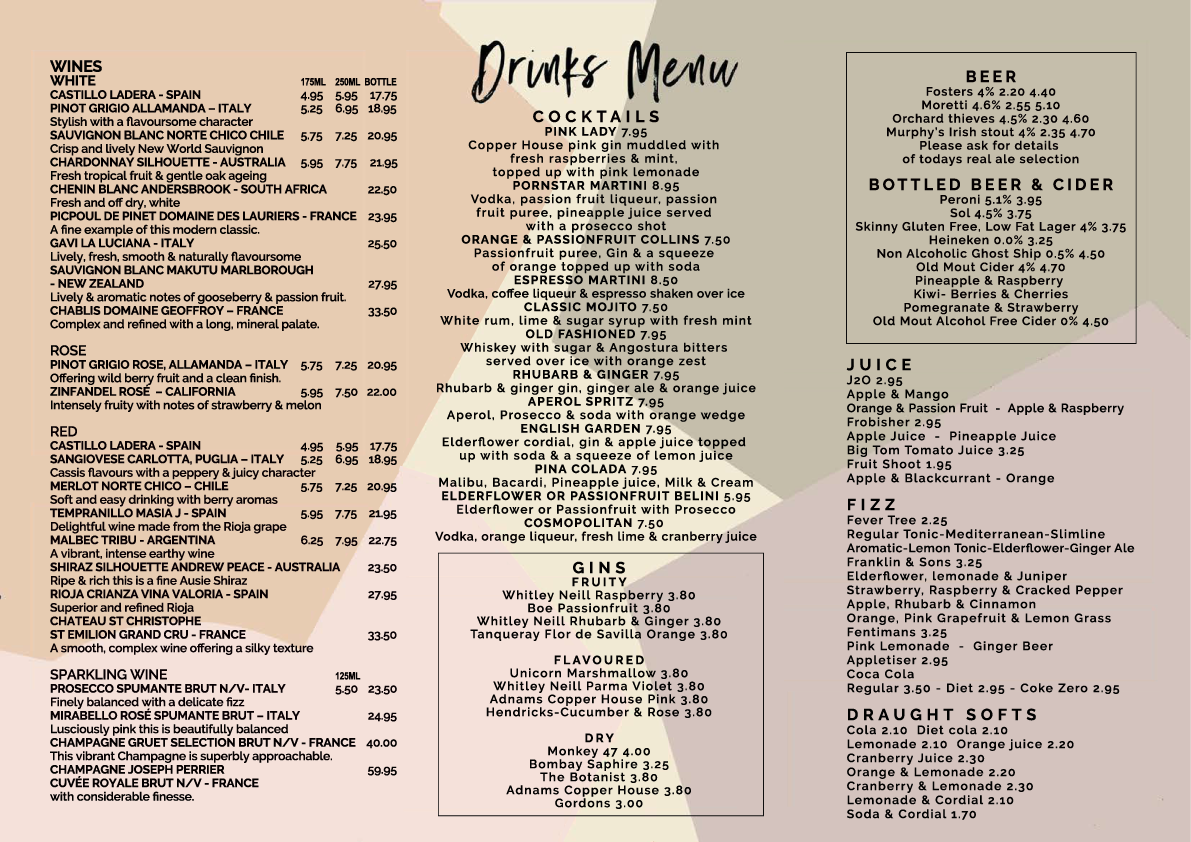 Drinks Menu
WINES
WHITE 175ML 250ML BOTTLE
CASTILLO LADERA - SPAIN 4.95 5.95 17.75
PINOT GRIGIO ALLAMANDA – ITALY 5.25 6.95 18.95
Stylish with a flavoursome character
SAUVIGNON BLANC NORTE CHICO CHILE 5.75 7.25 20.95
Crisp and lively New World Sauvignon
CHARDONNAY SILHOUETTE - AUSTRALIA 5.95 7.75 21.95
Fresh tropical fruit & gentle oak ageing
CHENIN BLANC ANDERSBROOK - SOUTH AFRICA 22.50
Fresh and off dry, white
PICPOUL DE PINET DOMAINE DES LAURIERS - FRANCE 23.95
A fine example of this modern classic.
GAVI LA LUCIANA - ITALY 25.50
Lively, fresh, smooth & naturally flavoursome
SAUVIGNON BLANC MAKUTU MARLBOROUGH
- NEW ZEALAND 27.95
Lively & aromatic notes of gooseberry & passion fruit.
CHABLIS DOMAINE GEOFFROY – FRANCE 33.50
Complex and refined with a long, mineral palate.
ROSE
PINOT GRIGIO ROSE, ALLAMANDA – ITALY 5.75 7.25 20.95
Offering wild berry fruit and a clean finish.
ZINFANDEL ROSÉ – CALIFORNIA 5.95 7.50 22.00
Intensely fruity with notes of strawberry & melon
RED
CASTILLO LADERA - SPAIN 4.95 5.95 17.75
SANGIOVESE CARLOTTA, PUGLIA – ITALY 5.25 6.95 18.95
Cassis flavours with a peppery & juicy character
MERLOT NORTE CHICO – CHILE 5.75 7.25 20.95
Soft and easy drinking with berry aromas
TEMPRANILLO MASIA J - SPAIN 5.95 7.75 21.95
Delightful wine made from the Rioja grape
MALBEC TRIBU - ARGENTINA 6.25 7.95 22.75
A vibrant, intense earthy wine
SHIRAZ SILHOUETTE ANDREW PEACE - AUSTRALIA 23.50
Ripe & rich this is a fine Ausie Shiraz
RIOJA CRIANZA VINA VALORIA - SPAIN 27.95
Superior and refined Rioja
CHATEAU ST CHRISTOPHE
ST EMILION GRAND CRU - FRANCE 33.50
A smooth, complex wine offering a silky texture
SPARKLING WINE 125ML
PROSECCO SPUMANTE BRUT N/V- ITALY 5.50 23.50
Finely balanced with a delicate fizz
MIRABELLO ROSÉ SPUMANTE BRUT – ITALY 24.95
Lusciously pink this is beautifully balanced
CHAMPAGNE GRUET SELECTION BRUT N/V - FRANCE 40.00
This vibrant Champagne is superbly approachable.
CHAMPAGNE JOSEPH PERRIER 59.95
CUVÉE ROYALE BRUT N/V - FRANCE
with considerable finesse.
COCKTAILS
PINK LADY 7.95
Copper House pink gin muddled with
fresh raspberries & mint,
topped up with pink lemonade
PORNSTAR MARTINI 8.95
Vodka, passion fruit liqueur, passion
fruit puree, pineapple juice served
with a prosecco shot
ORANGE & PASSIONFRUIT COLLINS 7.50
Passionfruit puree, Gin & a squeeze
of orange topped up with soda
ESPRESSO MARTINI 8.50
Vodka, coffee liqueur & espresso shaken over ice
CLASSIC MOJITO 7.50
White rum, lime & sugar syrup with fresh mint
OLD FASHIONED 7.95
Whiskey with sugar & Angostura bitters
served over ice with orange zest
RHUBARB & GINGER 7.95
Rhubarb & ginger gin, ginger ale & orange juice
APEROL SPRITZ 7.95
Aperol, Prosecco & soda with orange wedge
ENGLISH GARDEN 7.95
Elderflower cordial, gin & apple juice topped
up with soda & a squeeze of lemon juice
PINA COLADA 7.95
Malibu, Bacardi, Pineapple juice, Milk & Cream
ELDERFLOWER OR PASSIONFRUIT BELINI 5.95
Elderflower or Passionfruit with Prosecco
COSMOPOLITAN 7.50
Vodka, orange liqueur, fresh lime & cranberry juice
GINS
FRUITY
Whitley Neill Raspberry 3.80
Boe Passionfruit 3.80
Whitley Neill Rhubarb & Ginger 3.80
Tanqueray Flor de Savilla Orange 3.80
FLAVOURED
Unicorn Marshmallow 3.80
Whitley Neill Parma Violet 3.80
Adnams Copper House Pink 3.80
Hendricks-Cucumber & Rose 3.80
DRY
Monkey 47 4.00
Bombay Saphire 3.25
The Botanist 3.80
Adnams Copper House 3.80
Gordons 3.00
BEER
Fosters 4% 2.20 4.40
Moretti 4.6% 2.55 5.10
Orchard thieves 4.5% 2.30 4.60
Murphy's Irish stout 4% 2.35 4.70
Please ask for details
of todays real ale selection
BOTTLED BEER & CIDER
Peroni 5.1% 3.95
Sol 4.5% 3.75
Skinny Gluten Free, Low Fat Lager 4% 3.75
Heineken 0.0% 3.25
Non Alcoholic Ghost Ship 0.5% 4.50
Old Mout Cider 4% 4.70
Pineapple & Raspberry
Kiwi- Berries & Cherries
Pomegranate & Strawberry
Old Mout Alcohol Free Cider 0% 4.50
JUICE
J2O 2.95
Apple & Mango
Orange & Passion Fruit - Apple & Raspberry
Frobisher 2.95
Apple Juice - Pineapple Juice
Big Tom Tomato Juice 3.25
Fruit Shoot 1.95
Apple & Blackcurrant - Orange
FIZZ
Fever Tree 2.25
Regular Tonic-Mediterranean-Slimline
Aromatic-Lemon Tonic-Elderflower-Ginger Ale
Franklin & Sons 3.25
Elderflower, lemonade & Juniper
Strawberry, Raspberry & Cracked Pepper
Apple, Rhubarb & Cinnamon
Orange, Pink Grapefruit & Lemon Grass
Fentimans 3.25
Pink Lemonade - Ginger Beer
Appletiser 2.95
Coca Cola
Regular 3.50 - Diet 2.95 - Coke Zero 2.95
DRAUGHT SOFTS
Cola 2.10 Diet cola 2.10
Lemonade 2.10 Orange juice 2.20
Cranberry Juice 2.30
Orange & Lemonade 2.20
Cranberry & Lemonade 2.30
Lemonade & Cordial 2.10
Soda & Cordial 1.70